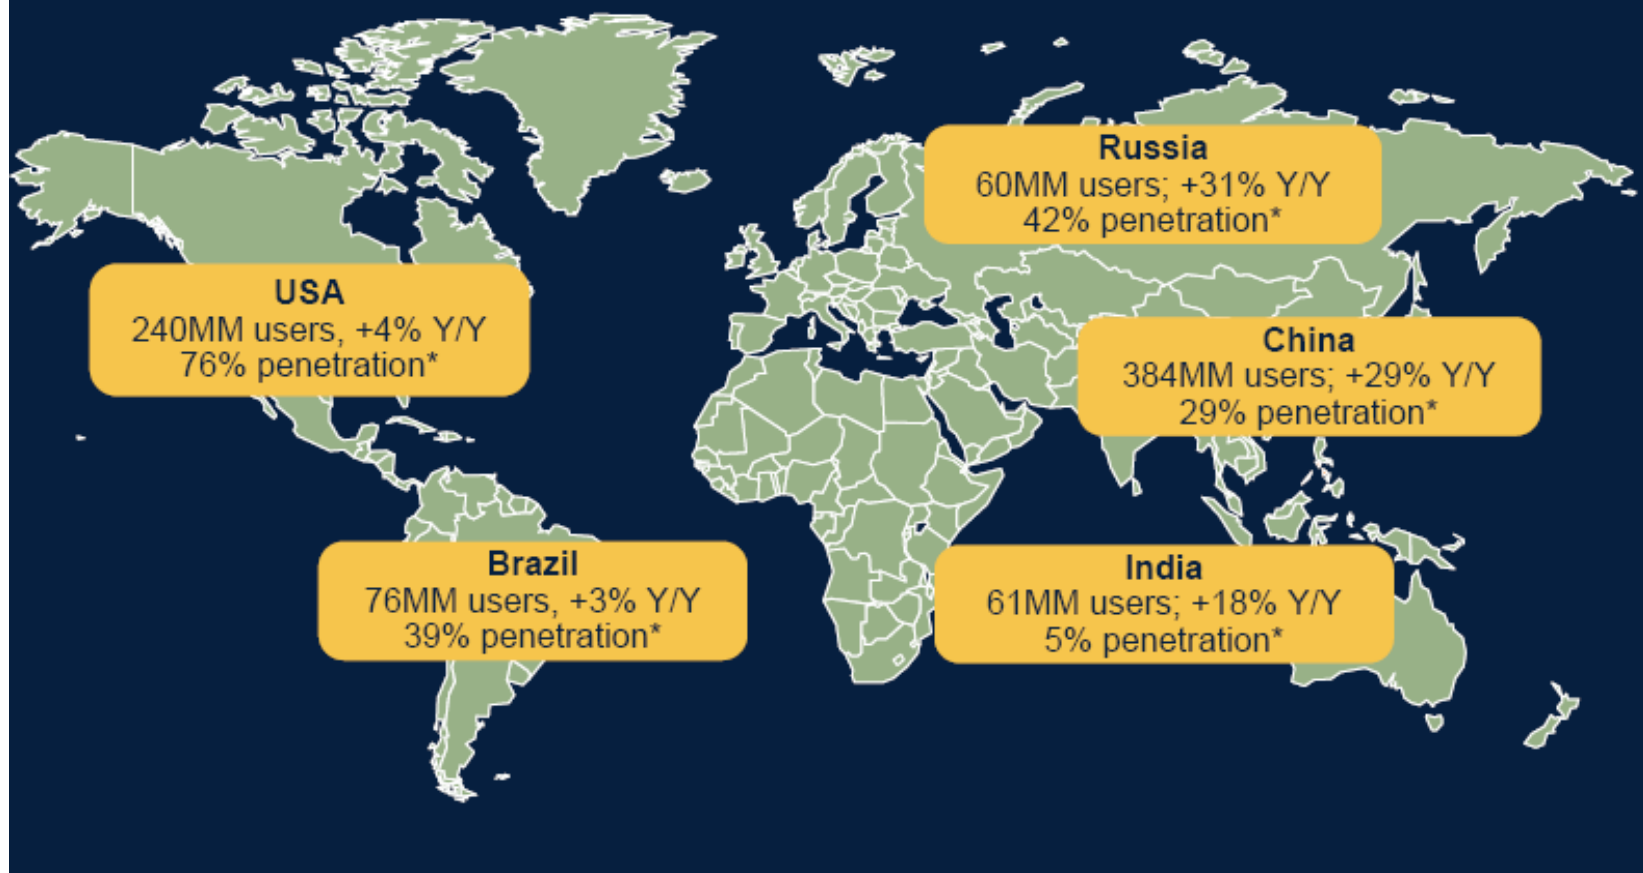 Russia
60MM users; +31% Y/Y
42% penetration*
USA
240MM users, +4% Y/Y
76% penetration*
China
384MM users; +29% Y/Y
29% penetration*
Brazil
76MM users, +3% Y/Y
39% penetration*
India
61MM users; +18% Y/Y
5% penetration*